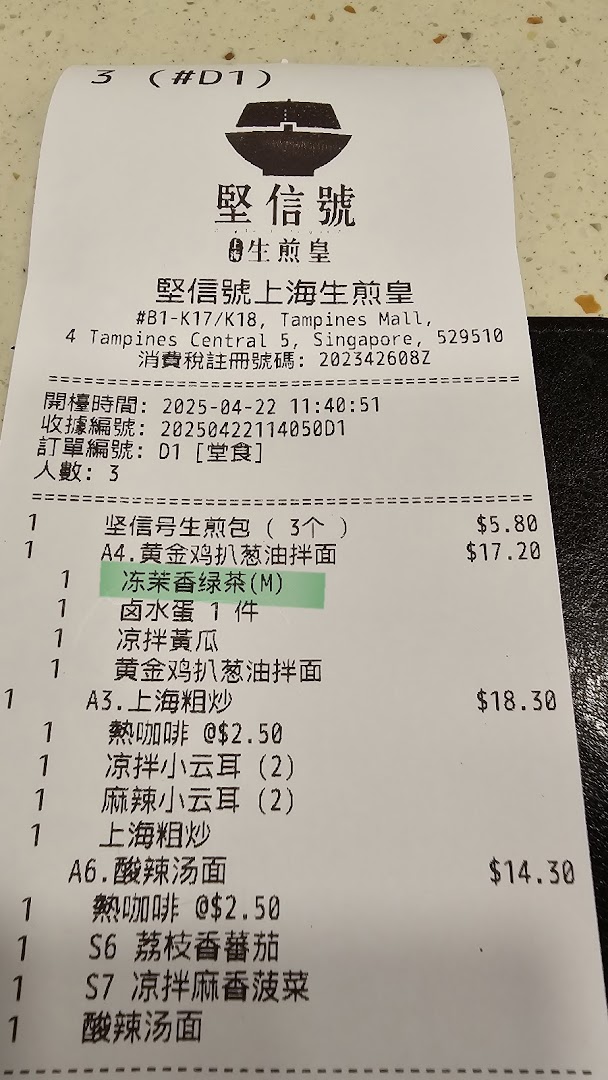 3 (#D1)
堅信號
上海生煎皇
堅信號上海生煎皇
#B1-K17/K18, Tampines Mall,
4 Tampines Central 5, Singapore, 529510
消費稅註冊號碼: 202342608Z
開檯時間: 2025-04-22 11:40:51
收據編號: 20250422114050D1
訂單編號: D1 [堂食]
人數: 3
1 坚信号生煎包 ( 3个 ) $5.80
1 A4.黄金鸡扒葱油拌面 $17.20
1 冻茉香绿茶(M)
1 卤水蛋 1 件
1 凉拌黃瓜
1 黄金鸡扒葱油拌面
1 A3.上海粗炒 $18.30
1 熱咖啡 @$2.50
1 凉拌小云耳 (2)
1 麻辣小云耳 (2)
1 上海粗炒
A6.酸辣汤面 $14.30
1 熱咖啡 @$2.50
1 S6 荔枝香蕃茄
1 S7 凉拌麻香菠菜
1 酸辣汤面